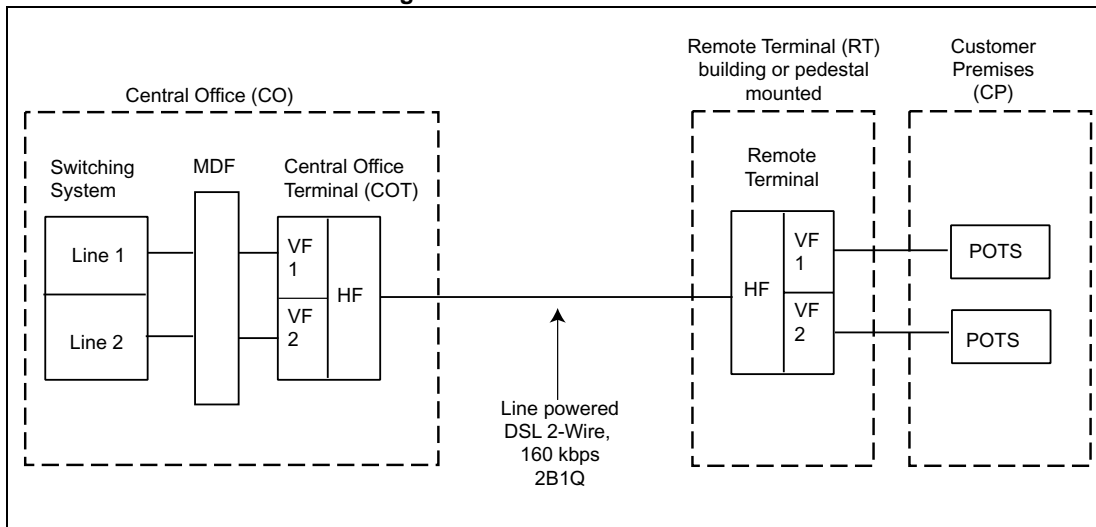 Central Office (CO)
Switching
System
MDF
Central Office
Terminal (COT)
Line 1
Line 2
VF
1
VF
2
HF
Line powered
DSL 2-Wire,
160 kbps
2B1Q
Remote Terminal (RT)
building or pedestal
mounted
Remote
Terminal
HF
VF
1
VF
2
Customer
Premises
(CP)
POTS
POTS